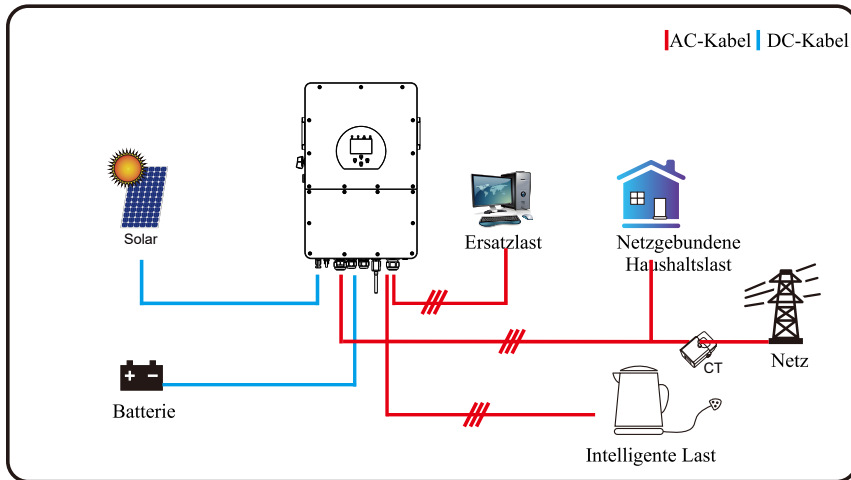 AC-Kabel DC-Kabel
Solar
Ersatzlast
Netzgebundene
Haushaltslast
CT
Netz
Batterie
Intelligente Last